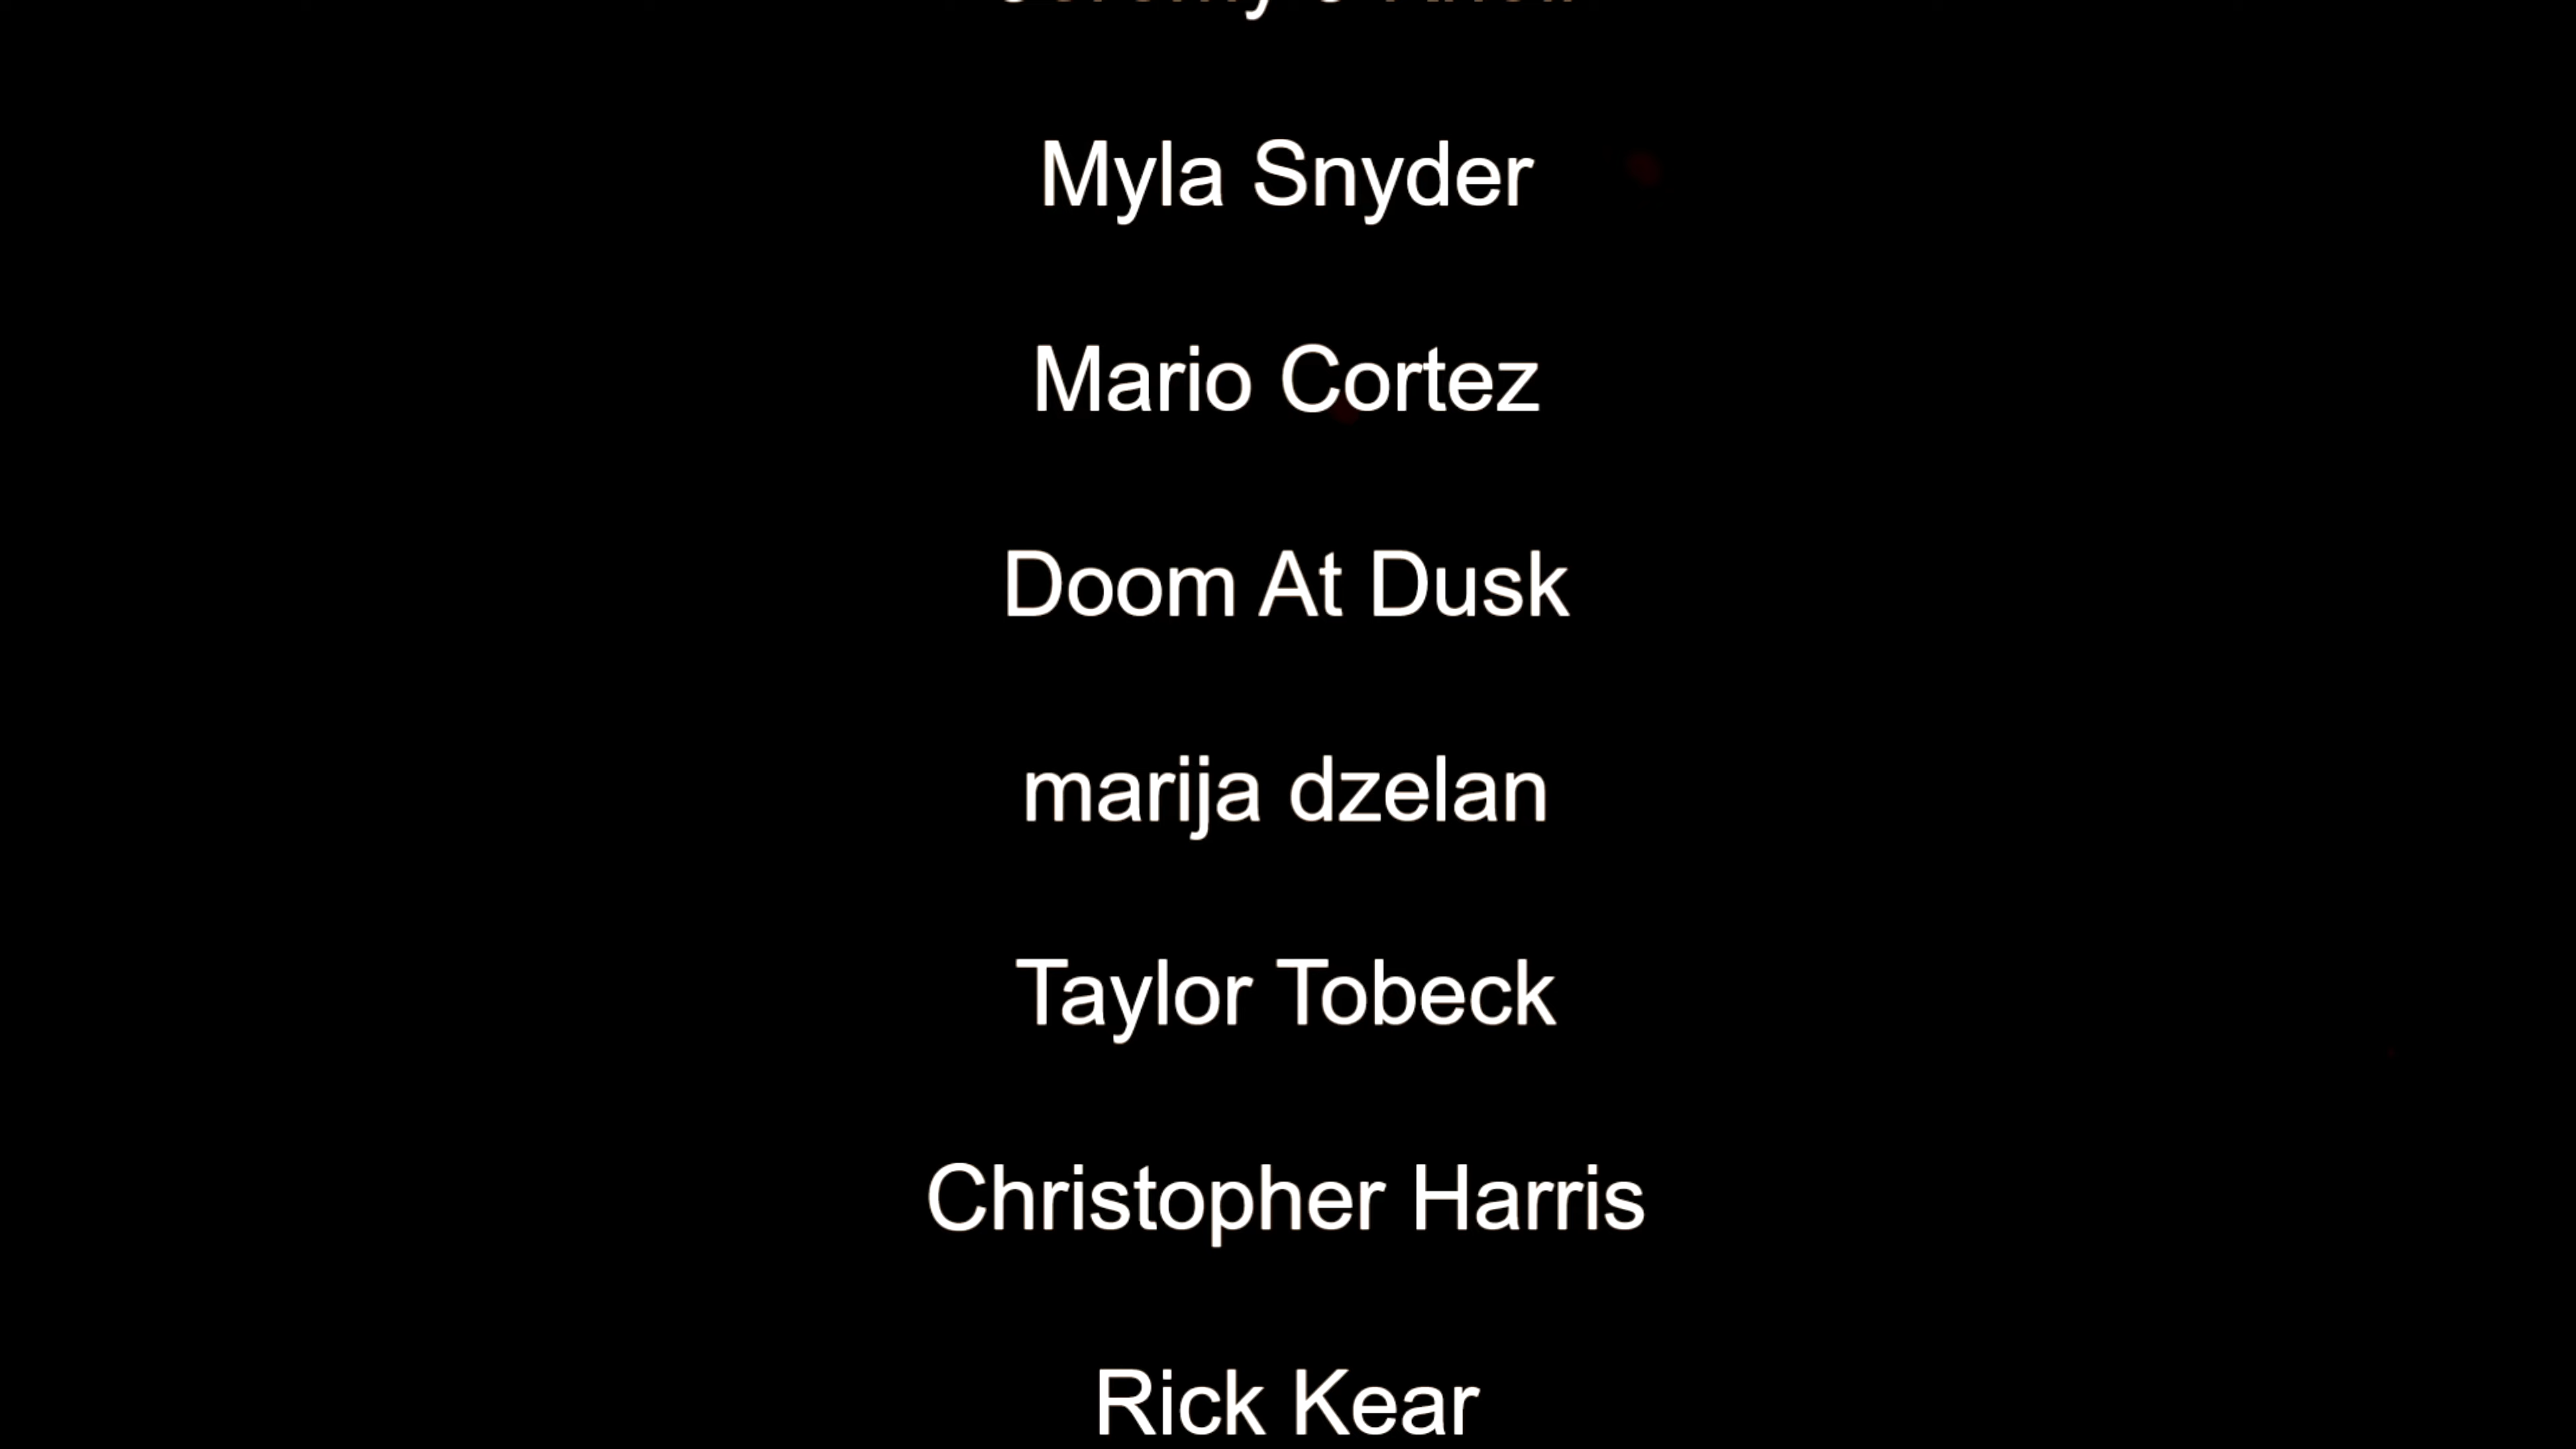 Myla Snyder
Mario Cortez
Doom At Dusk
marija dzelan
Taylor Tobeck
Christopher Harris
Rick Kear